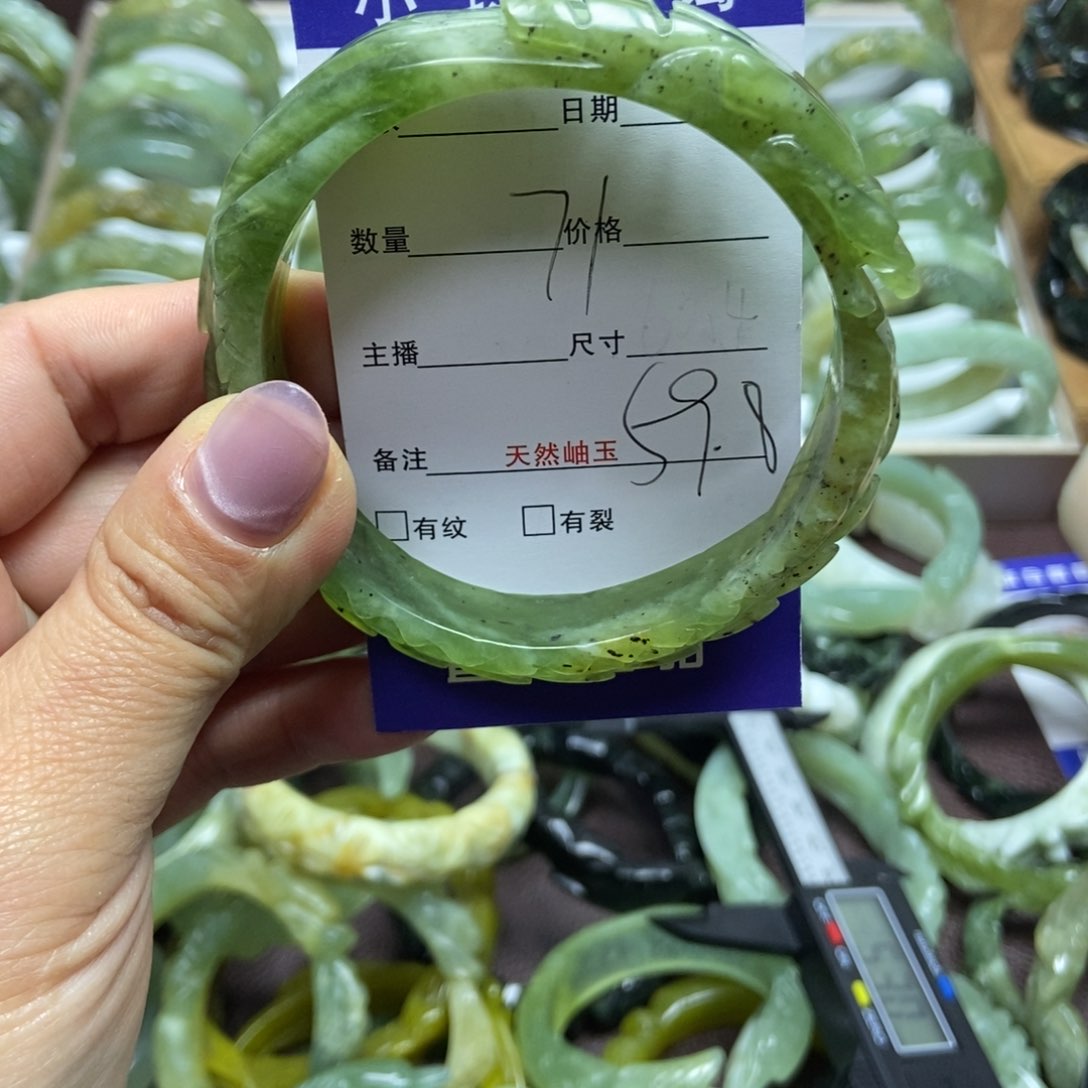 小
日期
数量 71 价格
主播 尺寸
59.8
备注 天然岫玉
□有纹 □有裂